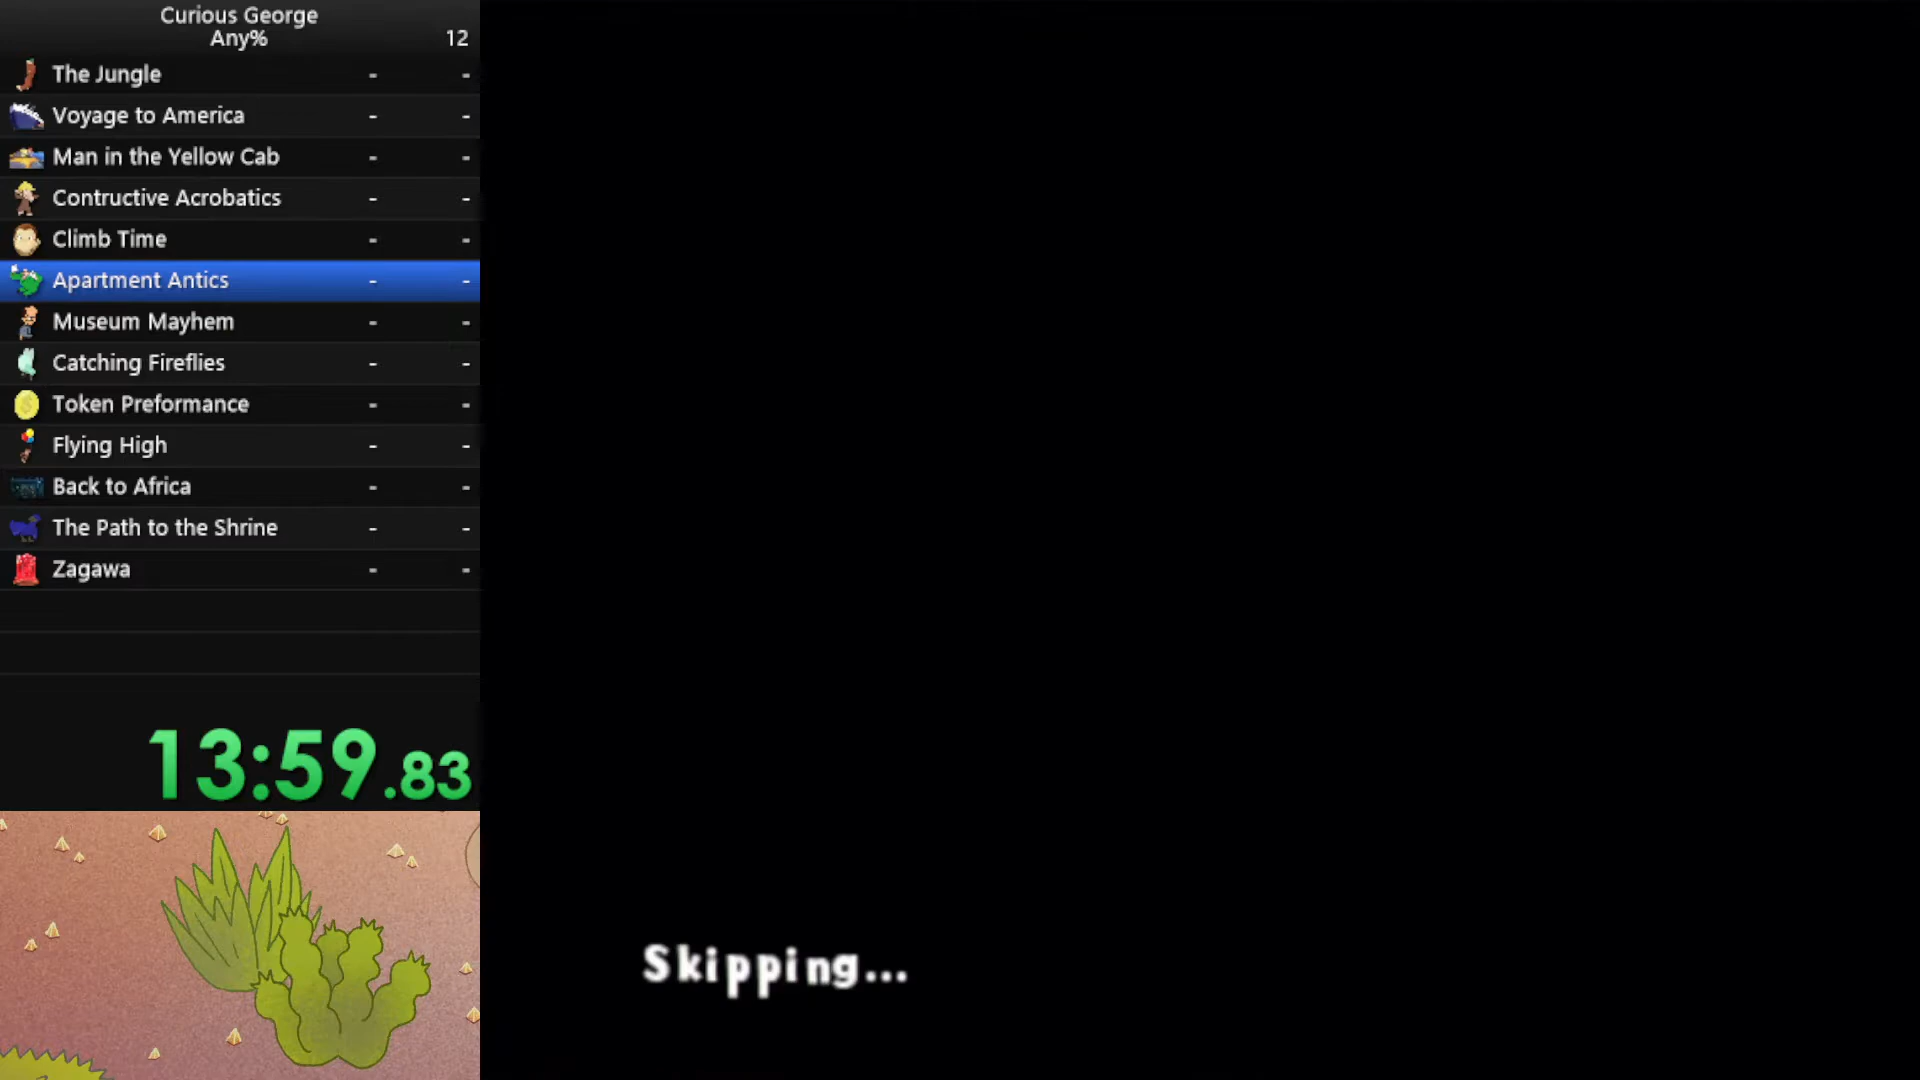 Curious George
Any%
12
The Jungle - -
Voyage to America - -
Man in the Yellow Cab - -
Contructive Acrobatics - -
Climb Time - -
Apartment Antics - -
Museum Mayhem - -
Catching Fireflies - -
Token Preformance - -
Flying High - -
Back to Africa - -
The Path to the Shrine - -
Zagawa - -
13:59.83
Skipping...